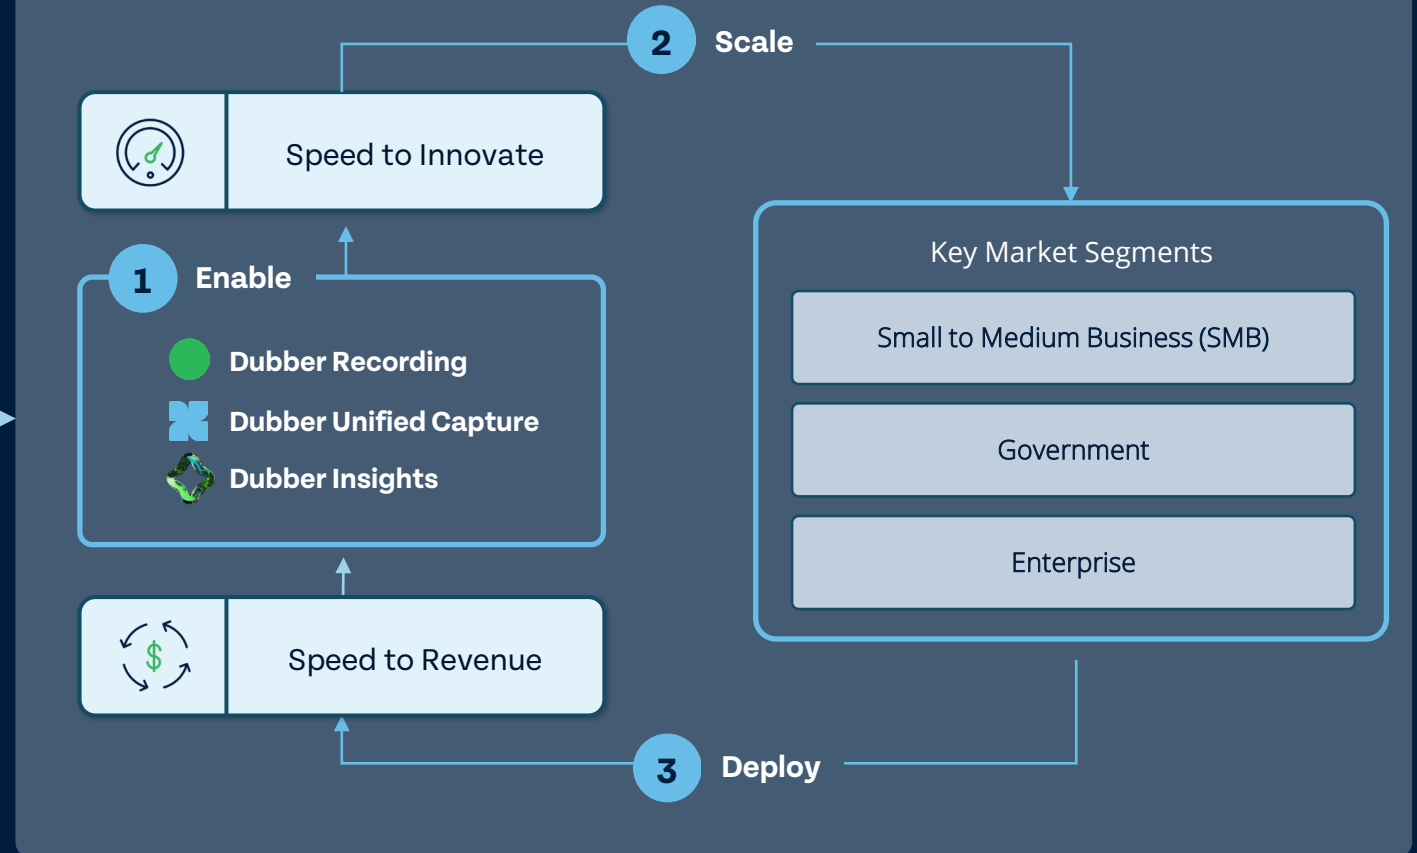 2 Scale
Speed to Innovate
1 Enable
Dubber Recording
Dubber Unified Capture
Dubber Insights
$ Speed to Revenue
Key Market Segments
Small to Medium Business (SMB)
Government
Enterprise
3 Deploy